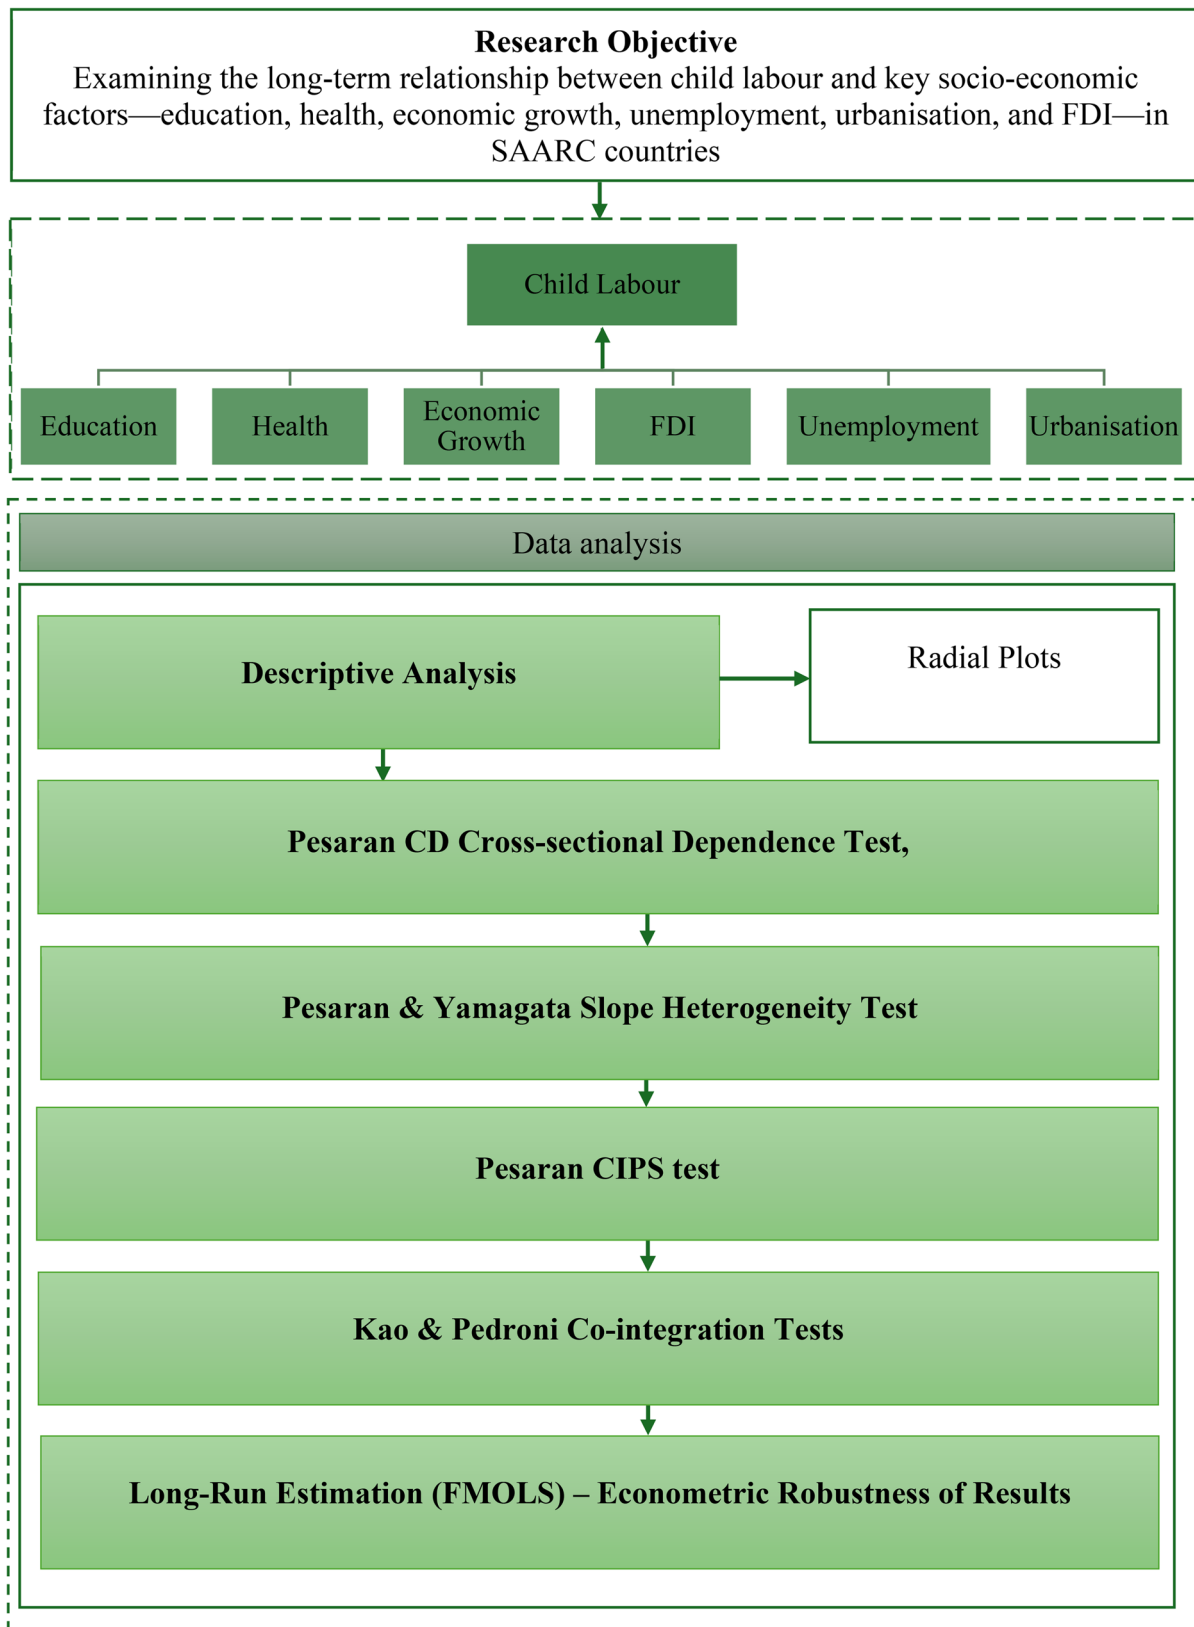 Research Objective
Examining the long-term relationship between child labour and key socio-economic
factors—education, health, economic growth, unemployment, urbanisation, and FDI—in
SAARC countries
Child Labour
Education
Health
Economic
Growth
FDI
Unemployment
Urbanisation
Data analysis
Descriptive Analysis
Radial Plots
Pesaran CD Cross-sectional Dependence Test,
Pesaran & Yamagata Slope Heterogeneity Test
Pesaran CIPS test
Kao & Pedroni Co-integration Tests
Long-Run Estimation (FMOLS) – Econometric Robustness of Results